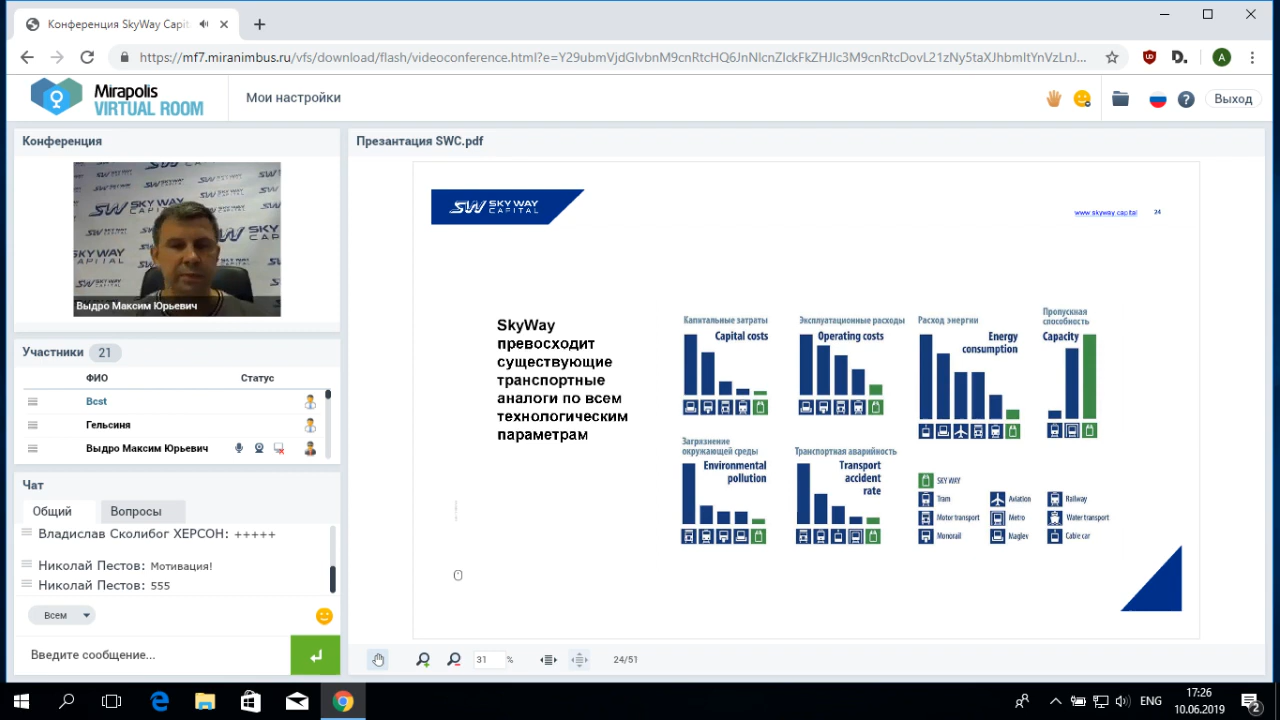 Конференция SkyWay Capit
https://mf7.miranimbus.ru/vfs/download/flash/videoconference.html?e=Y29ubmVjdGlvbnM9cnRtcHQ6JnNlcnZlckFkZHJlc3M9cnRtcDovL21zNy5taXJhbmltYnVzLnJ...
Mirapolis
VIRTUAL ROOM
Мои настройки
Выход
Конференция
Выдро Максим Юрьевич
Участники 21
ФИО Статус
Bcst
Гельсиня
Выдро Максим Юрьевич
Чат
Общий Вопросы
Владислав Сколибог ХЕРСОН: +++++
Николай Пестов: Мотивация!
Николай Пестов: 555
Всем
Введите сообщение...
Презантация SWC.pdf
SW SKY WAY
CAPITAL
www.skyway.capital 24
SkyWay
превосходит
существующие
транспортные
аналоги по всем
технологическим
параметрам
Капитальные затраты
Capital costs
Эксплуатационные расходы
Operating costs
Расход энергии
Energy
consumption
Пропускная
способность
Capacity
Загрязнение
окружающей среды
Environmental
pollution
Транспортная аварийность
Transport
accident
rate
SKY WAY
Tram Aviation Railway
Motor transport Metro Water transport
Monorail Maglev Cable car
31 % 24/51
ENG
17:26
10.06.2019
2